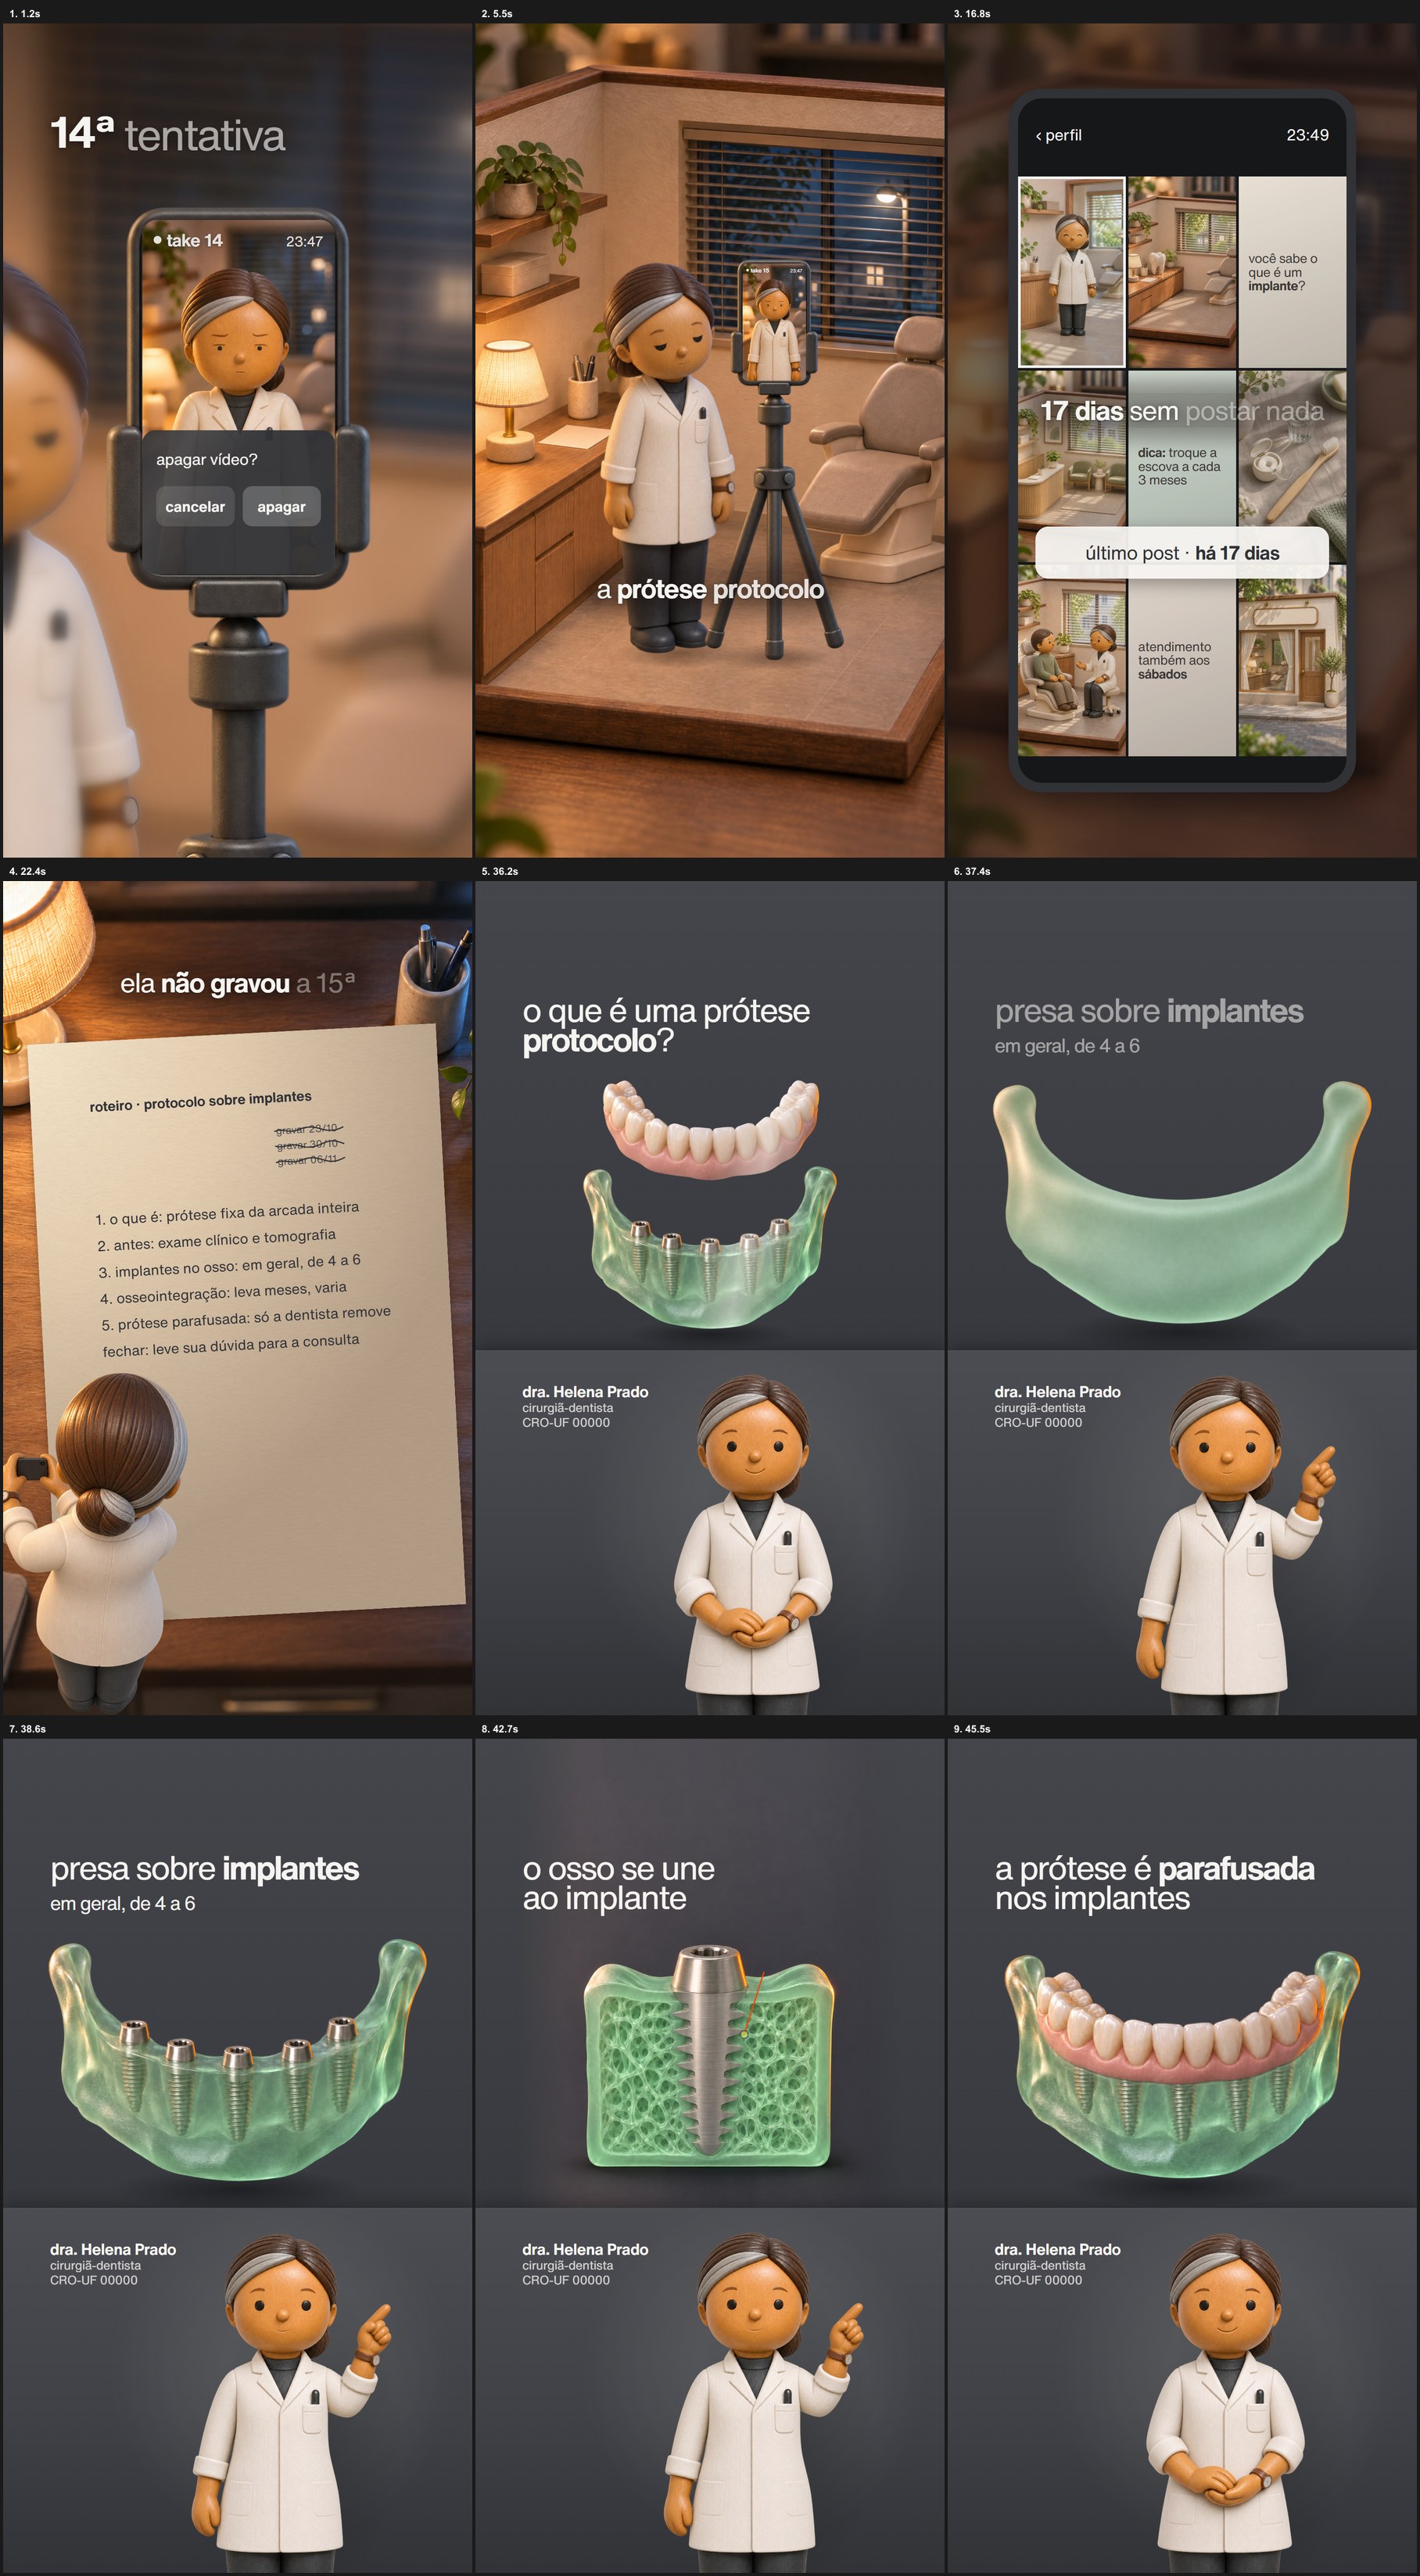 1. 1.2s
14ª tentativa
• take 14
23:47
apagar vídeo?
cancelar
apagar
2. 5.5s
• take 15
23:47
a prótese protocolo
3. 16.8s
‹ perfil
23:49
você sabe o
que é um
implante?
17 dias sem postar nada
dica: troque a
escova a cada
3 meses
último post · há 17 dias
atendimento
também aos
sábados
4. 22.4s
ela não gravou a 15ª
roteiro · protocolo sobre implantes
gravar 23/10
gravar 30/10
gravar 06/11
1. o que é: prótese fixa da arcada inteira
2. antes: exame clínico e tomografia
3. implantes no osso: em geral, de 4 a 6
4. osseointegração: leva meses, varia
5. prótese parafusada: só a dentista remove
fechar: leve sua dúvida para a consulta
5. 36.2s
o que é uma prótese
protocolo?
dra. Helena Prado
cirurgiã-dentista
CRO-UF 00000
6. 37.4s
presa sobre implantes
em geral, de 4 a 6
dra. Helena Prado
cirurgiã-dentista
CRO-UF 00000
7. 38.6s
presa sobre implantes
em geral, de 4 a 6
dra. Helena Prado
cirurgiã-dentista
CRO-UF 00000
8. 42.7s
o osso se une
ao implante
dra. Helena Prado
cirurgiã-dentista
CRO-UF 00000
9. 45.5s
a prótese é parafusada
nos implantes
dra. Helena Prado
cirurgiã-dentista
CRO-UF 00000